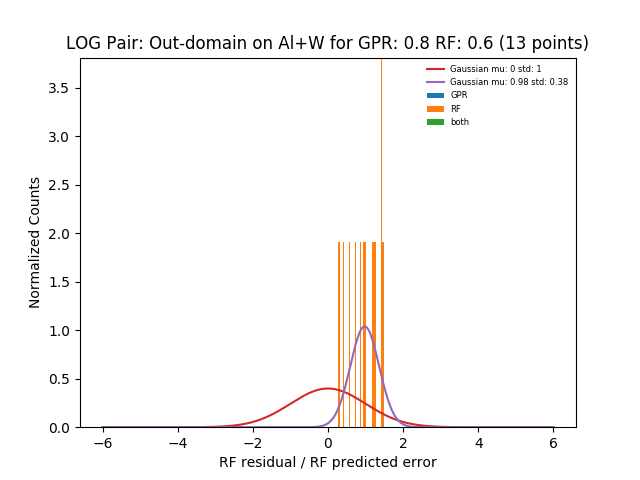 LOG Pair: Out-domain on Al+W for GPR: 0.8 RF: 0.6 (13 points)
Gaussian mu: 0 std: 1
Gaussian mu: 0.98 std: 0.38
GPR
RF
both
Normalized Counts
3.5
3.0
2.5
2.0
1.5
1.0
0.5
0.0
−6 −4 −2 0 2 4 6
RF residual / RF predicted error